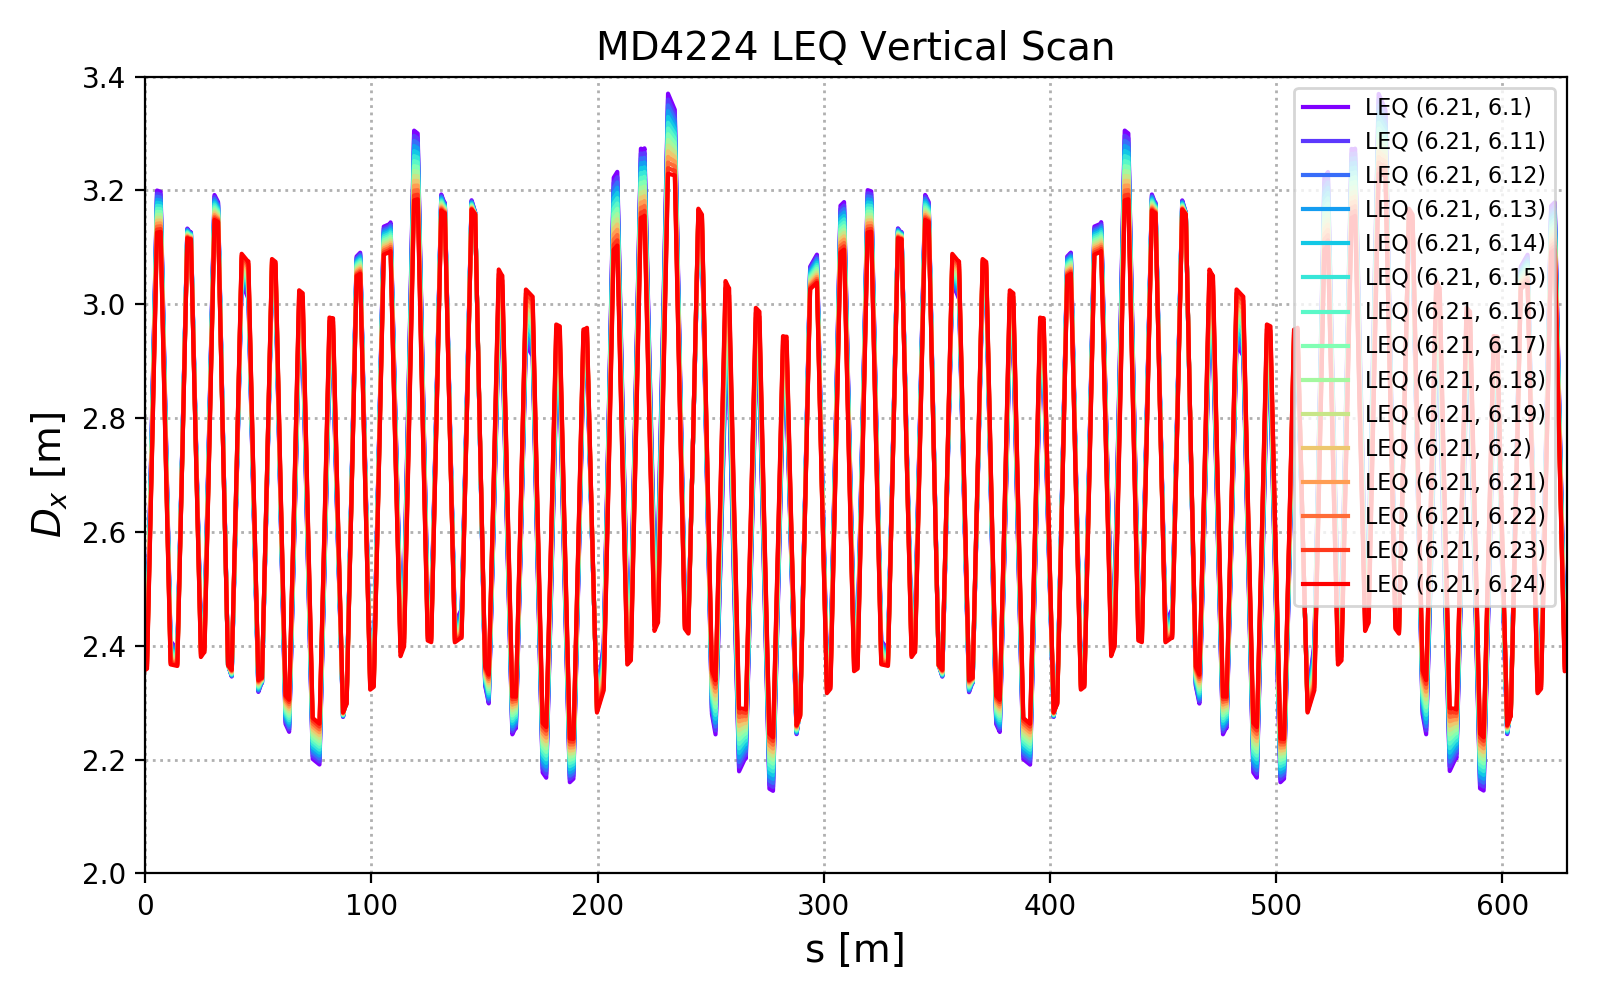 MD4224 LEQ Vertical Scan
3.4
3.2
3.0
2.8
2.6
2.4
2.2
2.0
D_x [m]
0 100 200 300 400 500 600
s [m]
LEQ (6.21, 6.1)
LEQ (6.21, 6.11)
LEQ (6.21, 6.12)
LEQ (6.21, 6.13)
LEQ (6.21, 6.14)
LEQ (6.21, 6.15)
LEQ (6.21, 6.16)
LEQ (6.21, 6.17)
LEQ (6.21, 6.18)
LEQ (6.21, 6.19)
LEQ (6.21, 6.2)
LEQ (6.21, 6.21)
LEQ (6.21, 6.22)
LEQ (6.21, 6.23)
LEQ (6.21, 6.24)